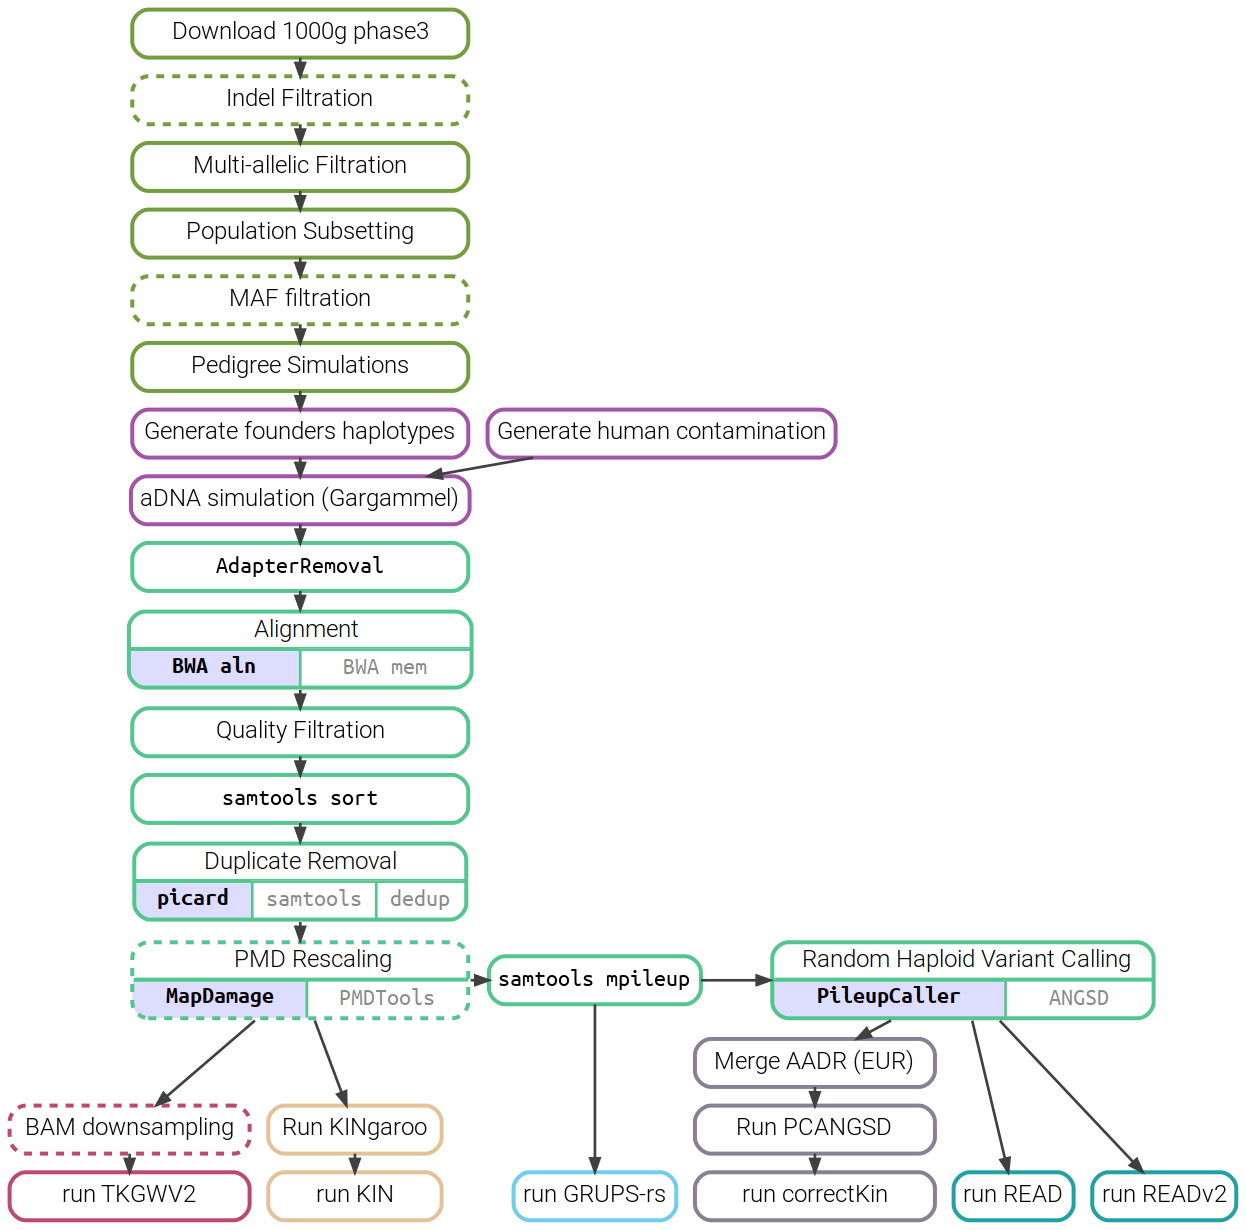 Download 1000g phase3
Indel Filtration
Multi-allelic Filtration
Population Subsetting
MAF filtration
Pedigree Simulations
Generate founders haplotypes
Generate human contamination
aDNA simulation (Gargammel)
AdapterRemoval
Alignment
BWA aln
BWA mem
Quality Filtration
samtools sort
Duplicate Removal
picard
samtools
dedup
PMD Rescaling
MapDamage
PMDTools
samtools mpileup
Random Haploid Variant Calling
PileupCaller
ANGSD
Merge AADR (EUR)
BAM downsampling
Run KINgaroo
Run PCANGSD
run TKGWV2
run KIN
run GRUPS-rs
run correctKin
run READ
run READv2